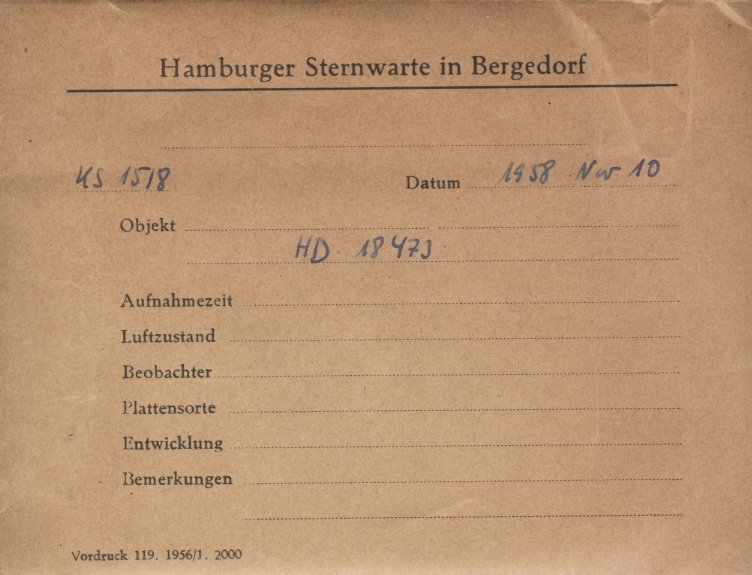 Hamburger Sternwarte in Bergedorf
KS 1518 Datum 1958 Nov 10
Objekt
HD 18473
Aufnahmezeit
Luftzustand
Beobachter
Plattensorte
Entwicklung
Bemerkungen
Vordruck 119. 1956/1. 2000